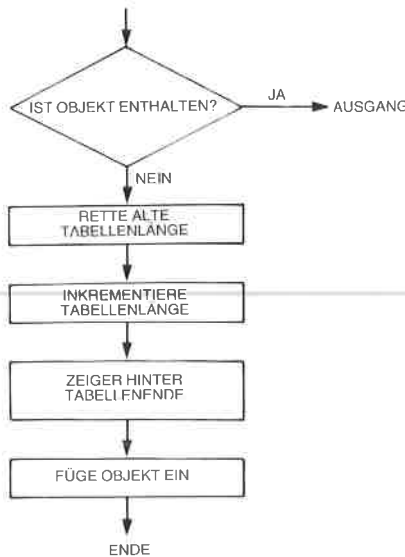 IST OBJEKT ENTHALTEN?
JA
AUSGANG
NEIN
RETTE ALTE
TABELLENLÄNGE
INKREMENTIERE
TABELLENLÄNGE
ZEIGER HINTER
TABELLENENDE
FÜGE OBJEKT EIN
ENDE